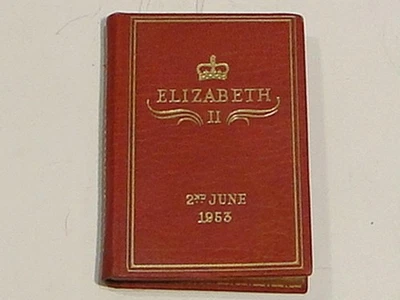 ELIZABETH
II
2ND JUNE
1953